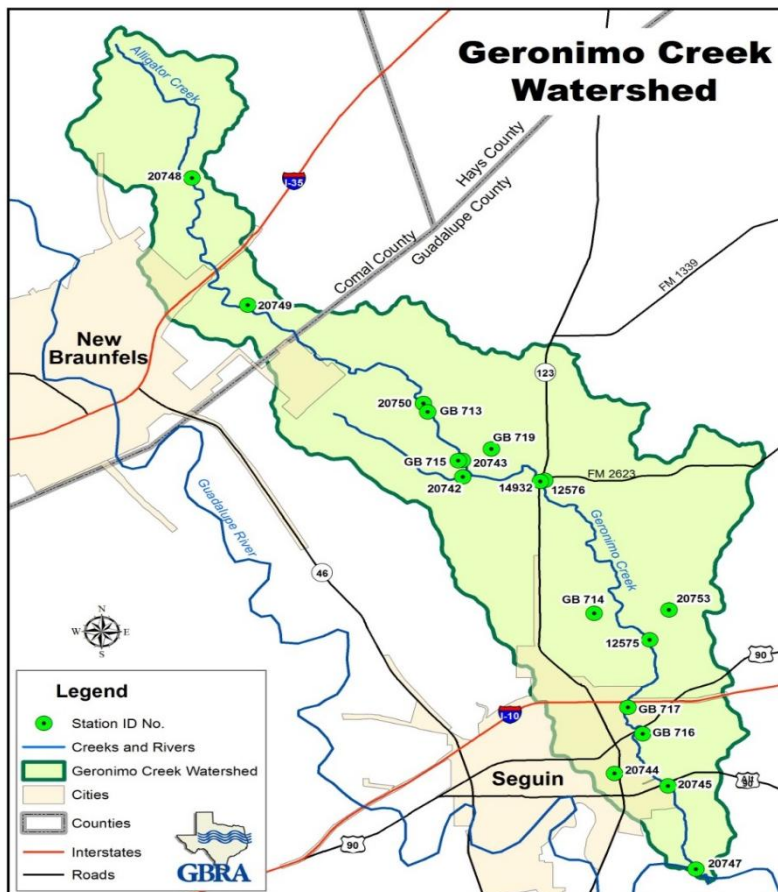 Geronimo Creek
Watershed
Alligator Creek
20748
I-35
Hays County
Comal County
Guadalupe County
FM 1339
20749
New
Braunfels
123
20750
GB 713
GB 719
GB 715
20743
20742
14932
12576
FM 2623
Guadalupe River
Geronimo Creek
46
GB 714
20753
N
W
E
S
12575
90
GB 717
I-10
GB 716
Seguin
20744
20745
90
90
20747
Legend
Station ID No.
Creeks and Rivers
Geronimo Creek Watershed
Cities
Counties
Interstates
Roads
GBRA